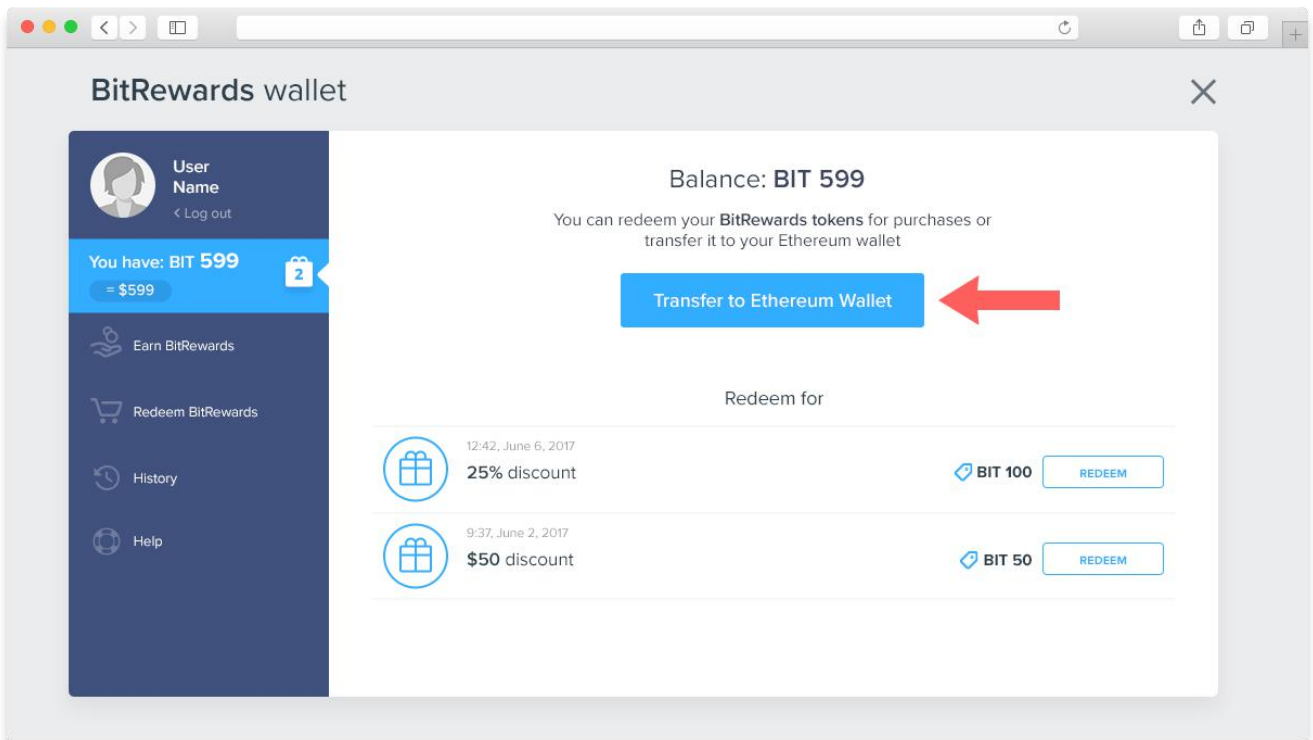 BitRewards wallet
User
Name
< Log out
You have: BIT 599
= $599
2
Earn BitRewards
Redeem BitRewards
History
Help
Balance: BIT 599
You can redeem your BitRewards tokens for purchases or
transfer it to your Ethereum wallet
Transfer to Ethereum Wallet
Redeem for
12:42, June 6, 2017
25% discount
BIT 100
REDEEM
9:37, June 2, 2017
$50 discount
BIT 50
REDEEM